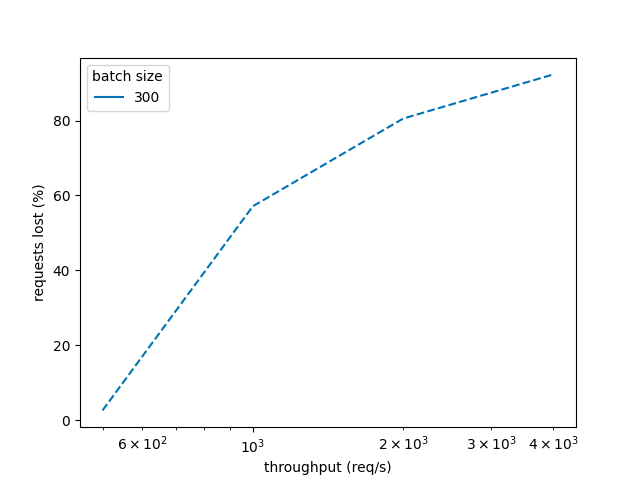 batch size
300
80
60
40
20
0
requests lost (%)
6 × 10²
10³
2 × 10³
3 × 10³
4 × 10³
throughput (req/s)